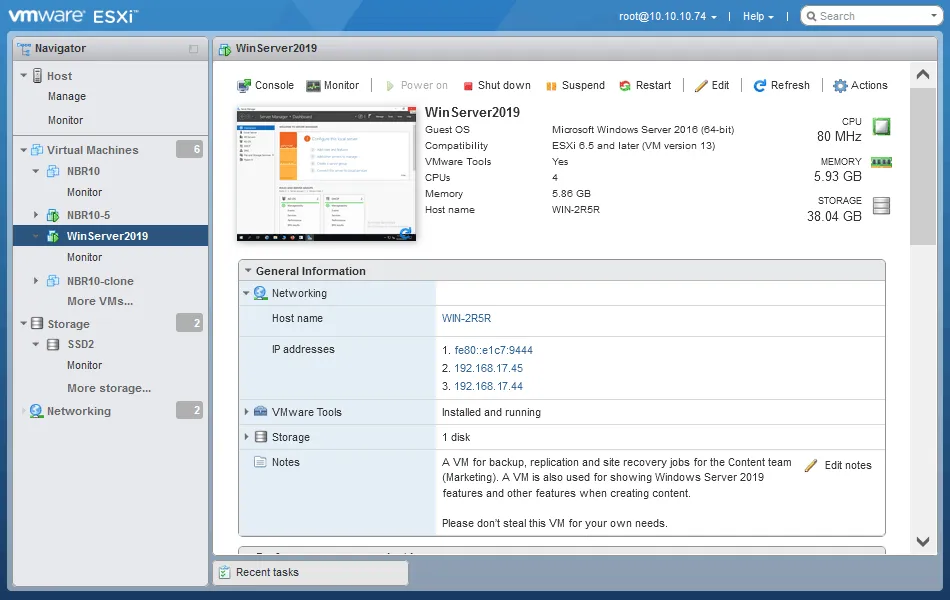 vmware ESXi™
root@10.10.10.74 | Help | Search
Navigator
Host
Manage
Monitor
Virtual Machines 6
NBR10
Monitor
NBR10-5
WinServer2019
Monitor
NBR10-clone
More VMs...
Storage 2
SSD2
Monitor
More storage...
Networking 2
WinServer2019
Console Monitor | Power on Shut down Suspend Restart | Edit | Refresh | Actions
WinServer2019
Guest OS Microsoft Windows Server 2016 (64-bit)
Compatibility ESXi 6.5 and later (VM version 13)
VMware Tools Yes
CPUs 4
Memory 5.86 GB
Host name WIN-2R5R
CPU
80 MHz
MEMORY
5.93 GB
STORAGE
38.04 GB
General Information
Networking
Host name WIN-2R5R
IP addresses 1. fe80::e1c7:9444
2. 192.168.17.45
3. 192.168.17.44
VMware Tools Installed and running
Storage 1 disk
Notes A VM for backup, replication and site recovery jobs for the Content team
(Marketing). A VM is also used for showing Windows Server 2019
features and other features when creating content.
Please don't steal this VM for your own needs.
Edit notes
Recent tasks